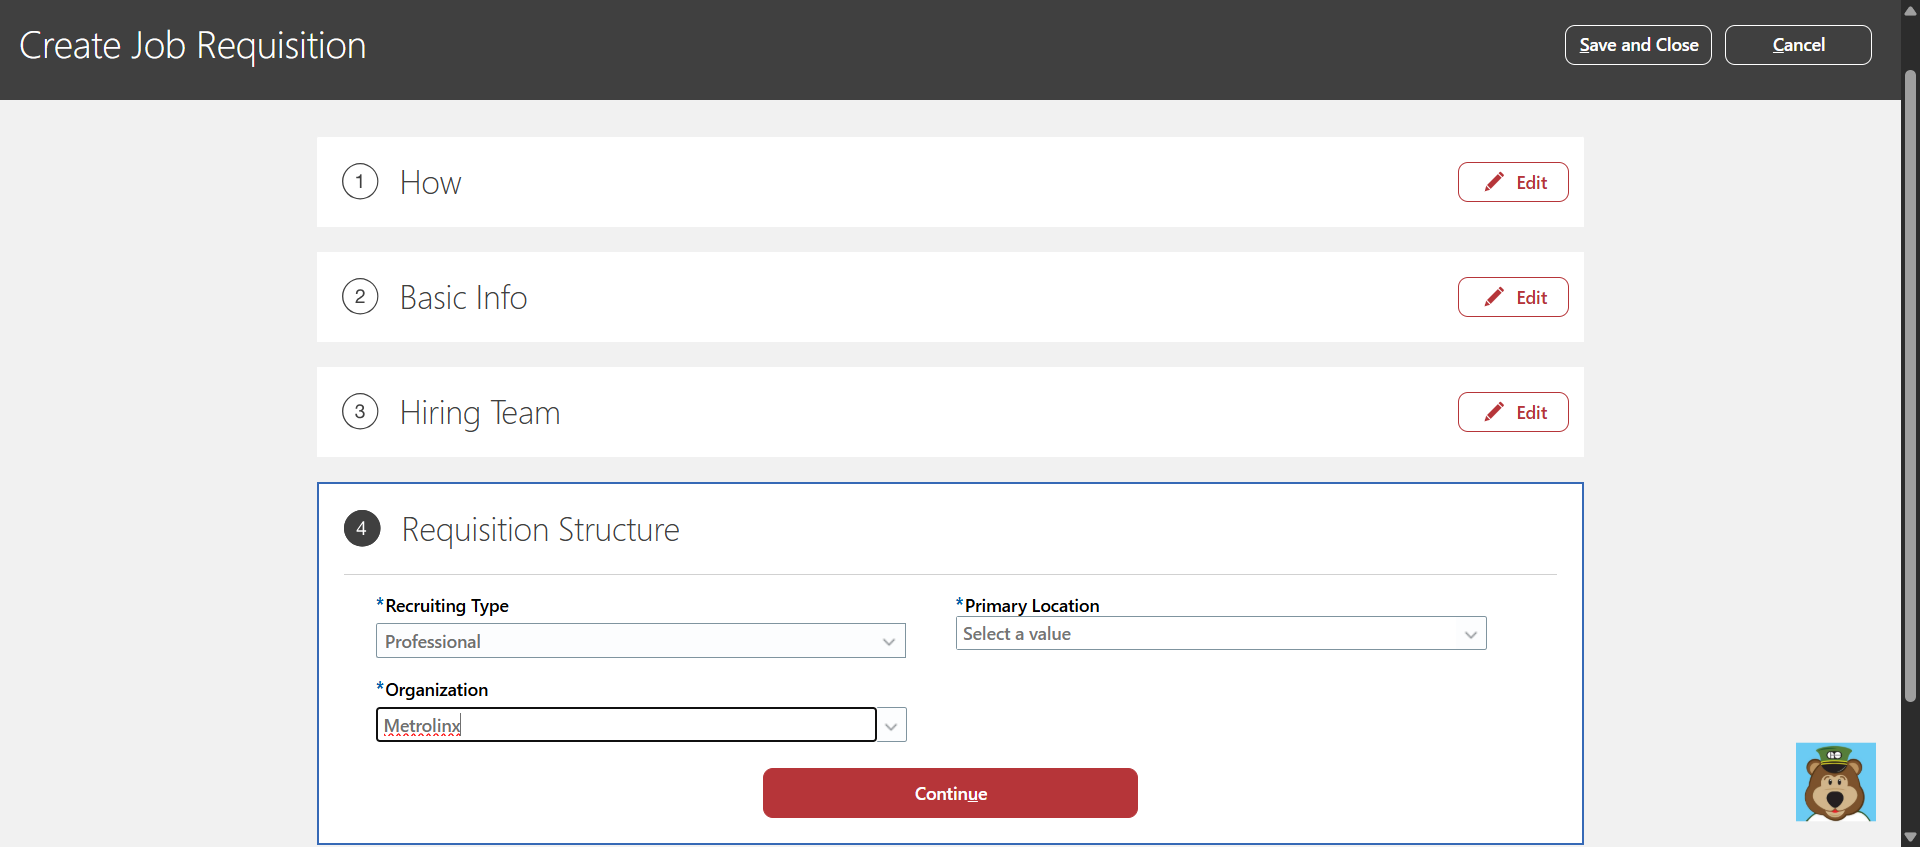 Create Job Requisition
Save and Close
Cancel
1
How
Edit
2
Basic Info
Edit
3
Hiring Team
Edit
4
Requisition Structure
*Recruiting Type
Professional
*Primary Location
Select a value
*Organization
Metrolinx
Continue